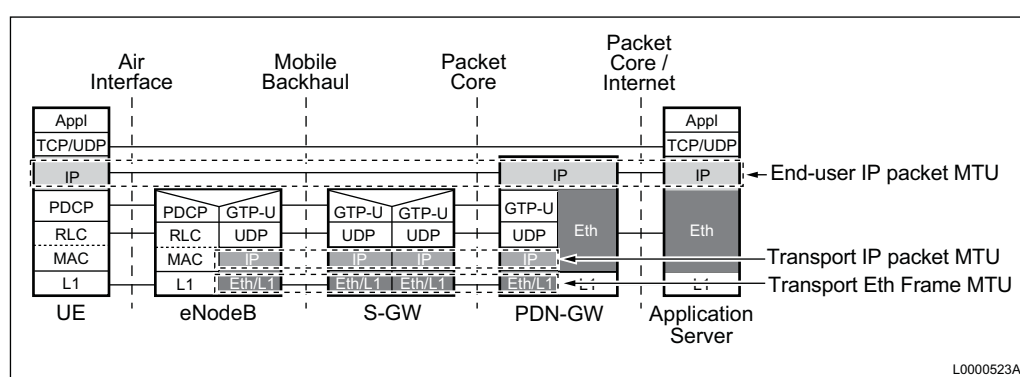 Air Interface
Mobile Backhaul
Packet Core
Packet Core / Internet
Appl
TCP/UDP
IP
PDCP
RLC
MAC
L1
UE
PDCP
GTP-U
RLC
UDP
MAC
IP
L1
Eth/L1
eNodeB
GTP-U
GTP-U
UDP
UDP
IP
IP
Eth/L1
Eth/L1
S-GW
IP
GTP-U
Eth
UDP
IP
Eth/L1
L1
PDN-GW
Appl
TCP/UDP
IP
Eth
L1
Application Server
End-user IP packet MTU
Transport IP packet MTU
Transport Eth Frame MTU
L0000523A